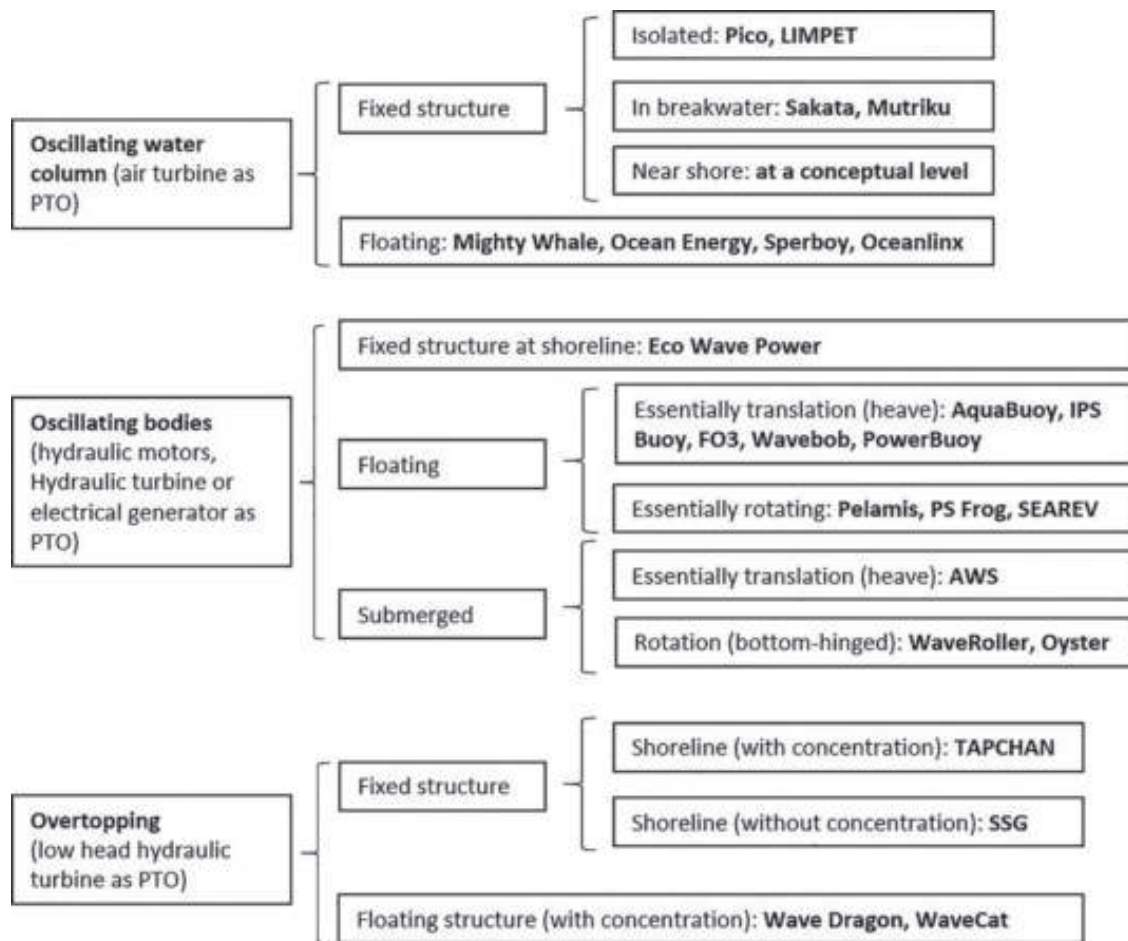 Isolated: Pico, LIMPET
Fixed structure
In breakwater: Sakata, Mutriku
Oscillating water
column (air turbine as
PTO)
Near shore: at a conceptual level
Floating: Mighty Whale, Ocean Energy, Sperboy, Oceanlinx
Fixed structure at shoreline: Eco Wave Power
Oscillating bodies
(hydraulic motors,
Hydraulic turbine or
electrical generator as
PTO)
Floating
Essentially translation (heave): AquaBuoy, IPS
Buoy, FO3, Wavebob, PowerBuoy
Essentially rotating: Pelamis, PS Frog, SEAREV
Submerged
Essentially translation (heave): AWS
Rotation (bottom-hinged): WaveRoller, Oyster
Overtopping
(low head hydraulic
turbine as PTO)
Fixed structure
Shoreline (with concentration): TAPCHAN
Shoreline (without concentration): SSG
Floating structure (with concentration): Wave Dragon, WaveCat